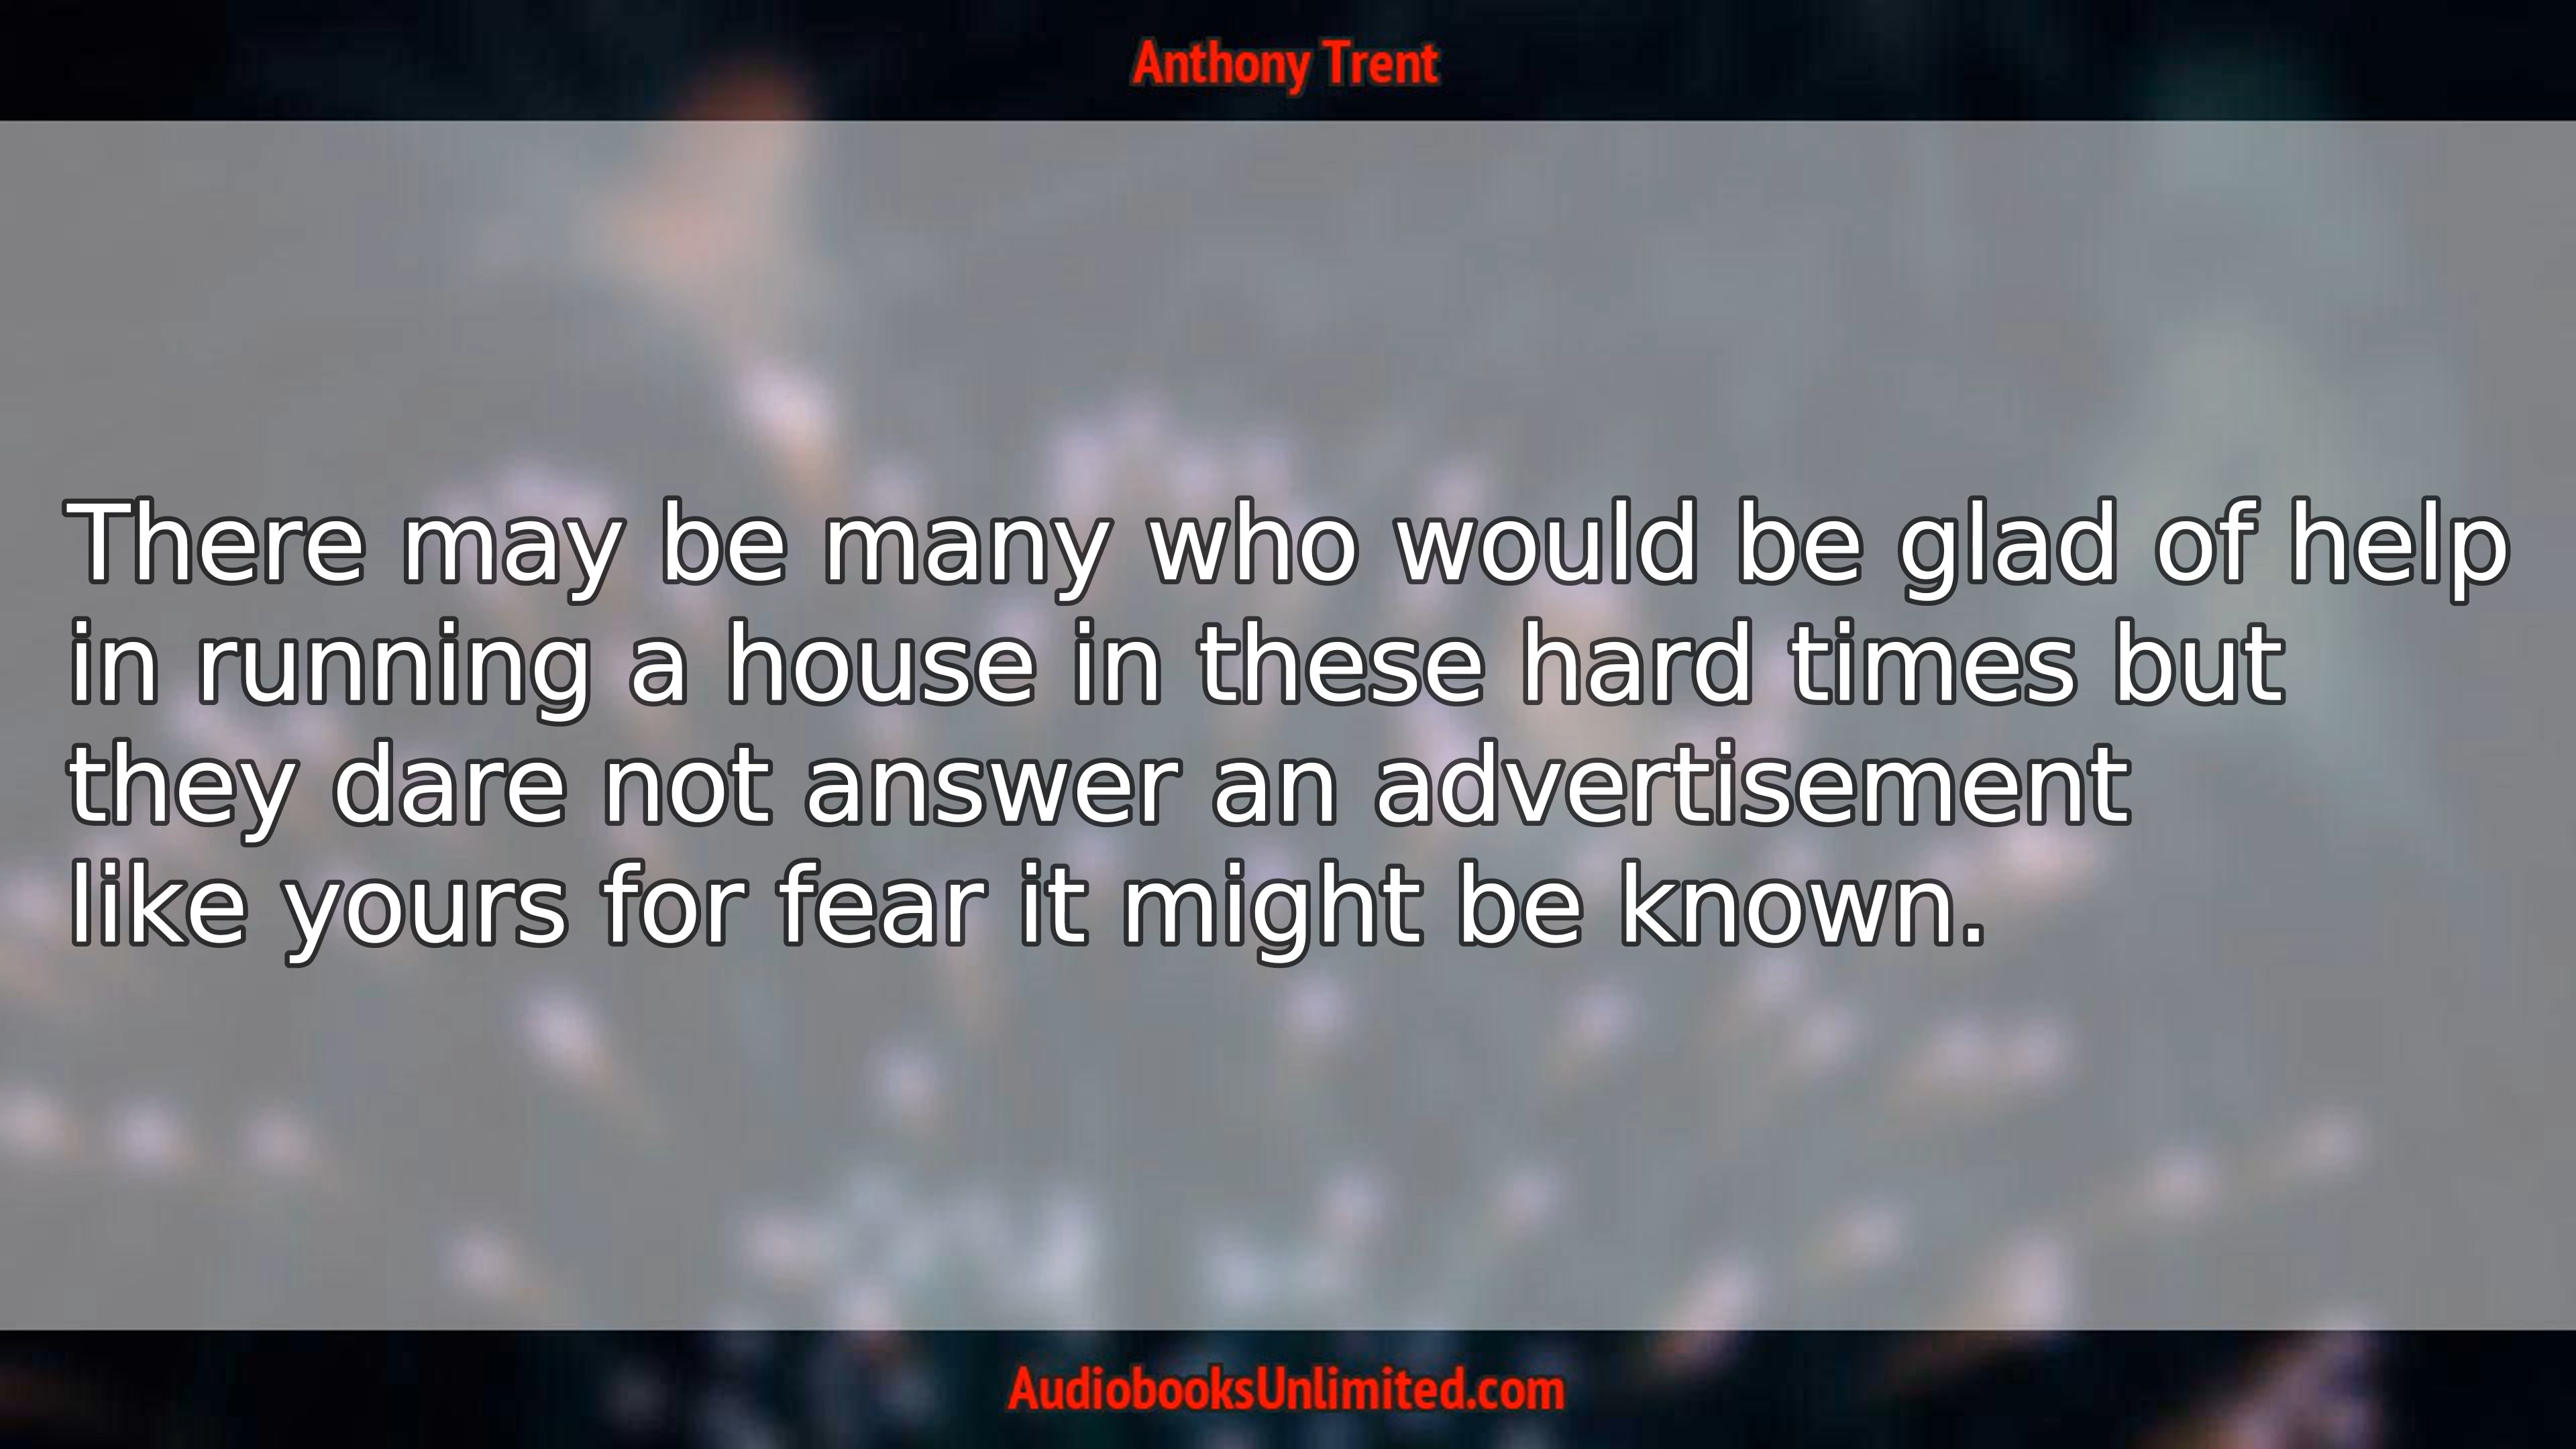 Anthony Trent
There may be many who would be glad of help
in running a house in these hard times but
they dare not answer an advertisement
like yours for fear it might be known.
AudiobooksUnlimited.com